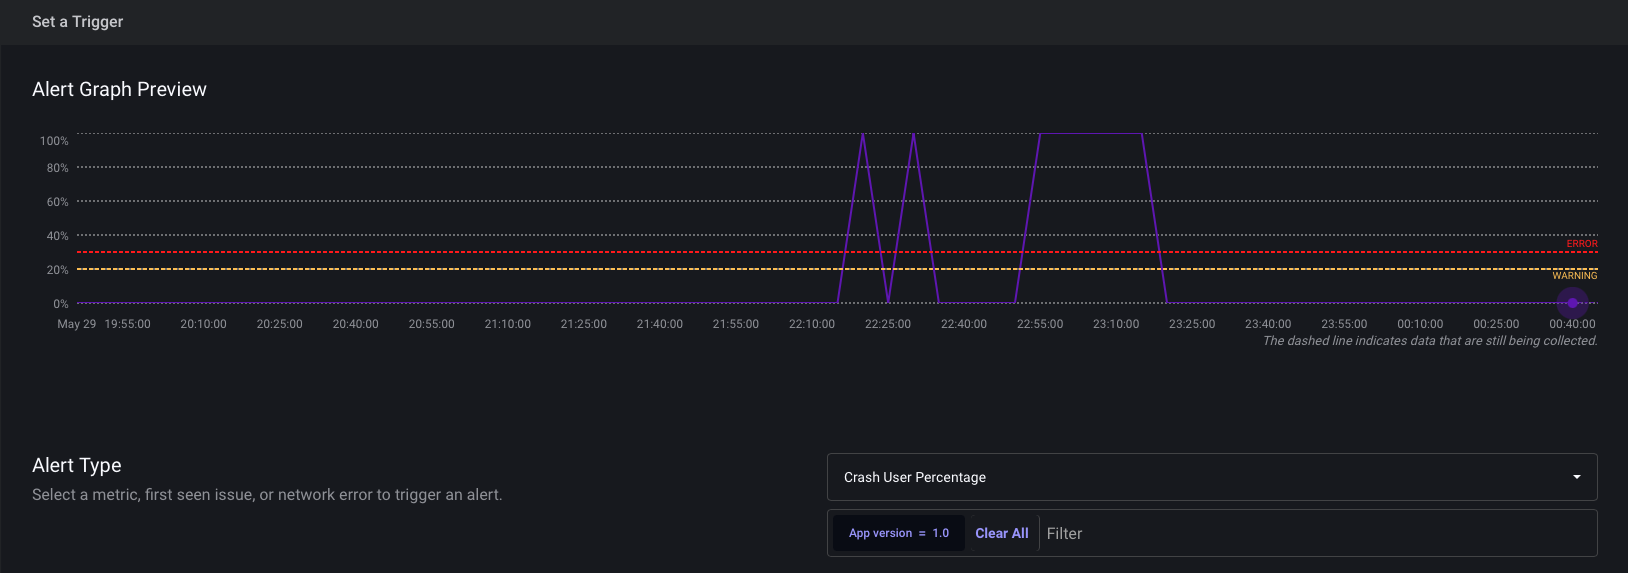 Set a Trigger
Alert Graph Preview
100%
80%
60%
40%
ERROR
20%
WARNING
0%
May 29 19:55:00 20:10:00 20:25:00 20:40:00 20:55:00 21:10:00 21:25:00 21:40:00 21:55:00 22:10:00 22:25:00 22:40:00 22:55:00 23:10:00 23:25:00 23:40:00 23:55:00 00:10:00 00:25:00 00:40:00
The dashed line indicates data that are still being collected.
Alert Type
Select a metric, first seen issue, or network error to trigger an alert.
Crash User Percentage
App version = 1.0 Clear All Filter